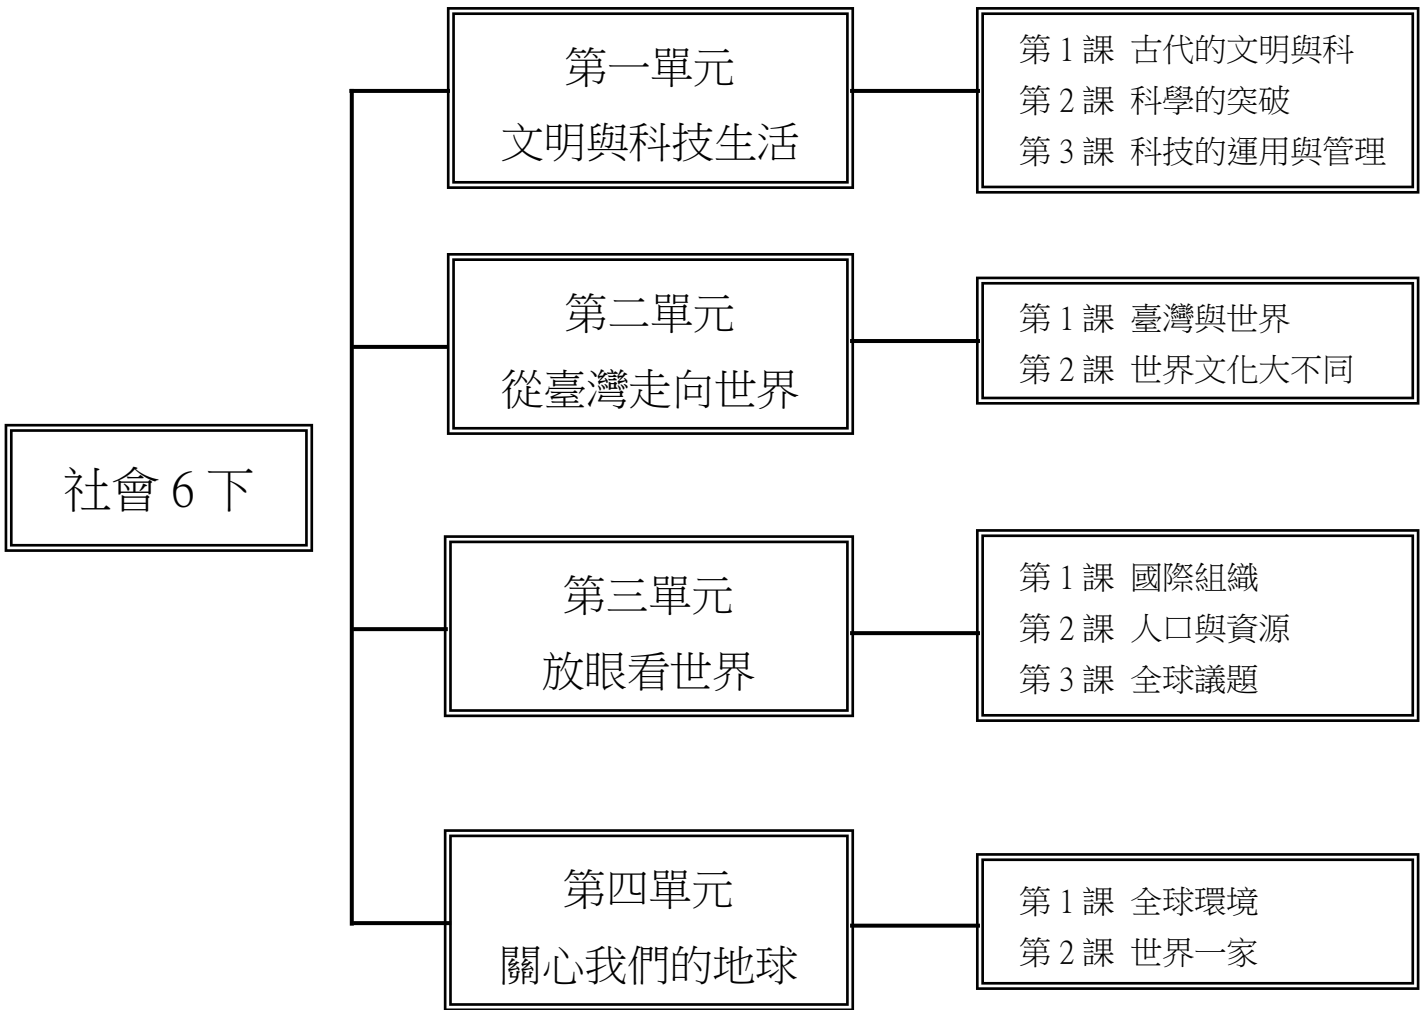 社會 6 下
第一單元
文明與科技生活
第 1 課 古代的文明與科
第 2 課 科學的突破
第 3 課 科技的運用與管理
第二單元
從臺灣走向世界
第 1 課 臺灣與世界
第 2 課 世界文化大不同
第三單元
放眼看世界
第 1 課 國際組織
第 2 課 人口與資源
第 3 課 全球議題
第四單元
關心我們的地球
第 1 課 全球環境
第 2 課 世界一家